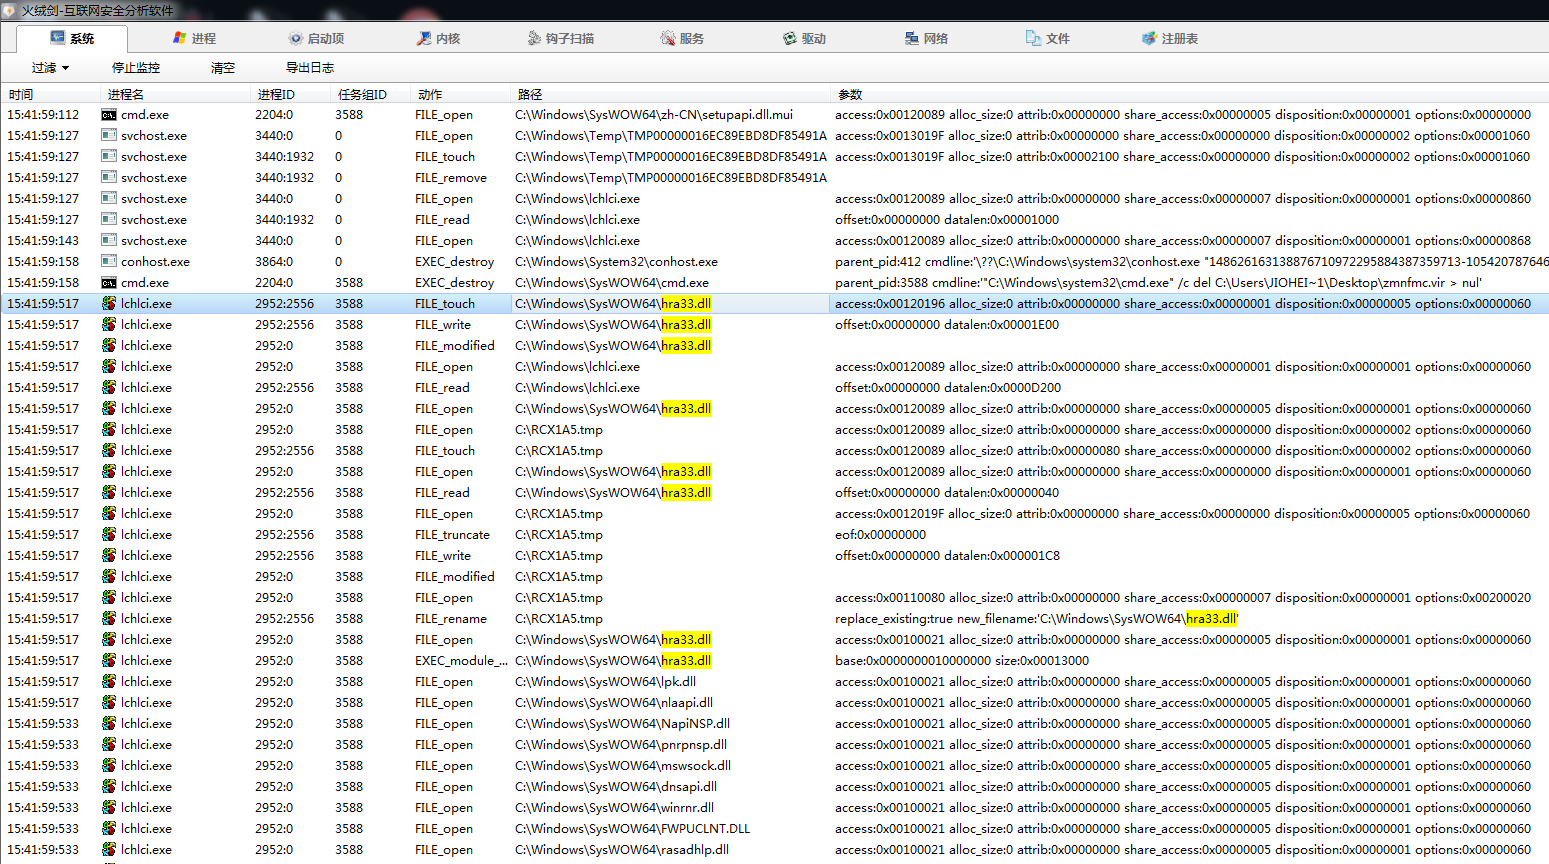 火绒剑-互联网安全分析软件
系统 进程 启动项 内核 钩子扫描 服务 驱动 网络 文件 注册表
过滤 停止监控 清空 导出日志
时间 进程名 进程ID 任务组ID 动作 路径 参数
15:41:59:112 cmd.exe 2204:0 3588 FILE_open C:\Windows\SysWOW64\zh-CN\setupapi.dll.mui access:0x00120089 alloc_size:0 attrib:0x00000000 share_access:0x00000005 disposition:0x00000001 options:0x00000000
15:41:59:127 svchost.exe 3440:0 0 FILE_open C:\Windows\Temp\TMP00000016EC89EBD8DF85491A access:0x0013019F alloc_size:0 attrib:0x00000000 share_access:0x00000000 disposition:0x00000002 options:0x00001060
15:41:59:127 svchost.exe 3440:1932 0 FILE_touch C:\Windows\Temp\TMP00000016EC89EBD8DF85491A access:0x0013019F alloc_size:0 attrib:0x00002100 share_access:0x00000000 disposition:0x00000002 options:0x00001060
15:41:59:127 svchost.exe 3440:1932 0 FILE_remove C:\Windows\Temp\TMP00000016EC89EBD8DF85491A
15:41:59:127 svchost.exe 3440:0 0 FILE_open C:\Windows\lchlci.exe access:0x00120089 alloc_size:0 attrib:0x00000000 share_access:0x00000007 disposition:0x00000001 options:0x00000860
15:41:59:127 svchost.exe 3440:1932 0 FILE_read C:\Windows\lchlci.exe offset:0x00000000 datalen:0x00001000
15:41:59:143 svchost.exe 3440:0 0 FILE_open C:\Windows\lchlci.exe access:0x00120089 alloc_size:0 attrib:0x00000000 share_access:0x00000007 disposition:0x00000001 options:0x00000868
15:41:59:158 conhost.exe 3864:0 0 EXEC_destroy C:\Windows\System32\conhost.exe parent_pid:412 cmdline:'\??\C:\Windows\system32\conhost.exe "148626163138876710972295884387359713-105420787646
15:41:59:158 cmd.exe 2204:0 3588 EXEC_destroy C:\Windows\SysWOW64\cmd.exe parent_pid:3588 cmdline:'"C:\Windows\system32\cmd.exe" /c del C:\Users\JIOHEI~1\Desktop\zmnfmc.vir > nul'
15:41:59:517 lchlci.exe 2952:2556 3588 FILE_touch C:\Windows\SysWOW64\hra33.dll access:0x00120196 alloc_size:0 attrib:0x00000000 share_access:0x00000001 disposition:0x00000005 options:0x00000060
15:41:59:517 lchlci.exe 2952:2556 3588 FILE_write C:\Windows\SysWOW64\hra33.dll offset:0x00000000 datalen:0x00001E00
15:41:59:517 lchlci.exe 2952:0 3588 FILE_modified C:\Windows\SysWOW64\hra33.dll
15:41:59:517 lchlci.exe 2952:0 3588 FILE_open C:\Windows\lchlci.exe access:0x00120089 alloc_size:0 attrib:0x00000000 share_access:0x00000001 disposition:0x00000001 options:0x00000060
15:41:59:517 lchlci.exe 2952:2556 3588 FILE_read C:\Windows\lchlci.exe offset:0x00000000 datalen:0x0000D200
15:41:59:517 lchlci.exe 2952:0 3588 FILE_open C:\Windows\SysWOW64\hra33.dll access:0x00120089 alloc_size:0 attrib:0x00000000 share_access:0x00000005 disposition:0x00000001 options:0x00000060
15:41:59:517 lchlci.exe 2952:0 3588 FILE_open C:\RCX1A5.tmp access:0x00120089 alloc_size:0 attrib:0x00000000 share_access:0x00000000 disposition:0x00000002 options:0x00000060
15:41:59:517 lchlci.exe 2952:2556 3588 FILE_touch C:\RCX1A5.tmp access:0x00120089 alloc_size:0 attrib:0x00000080 share_access:0x00000000 disposition:0x00000002 options:0x00000060
15:41:59:517 lchlci.exe 2952:0 3588 FILE_open C:\Windows\SysWOW64\hra33.dll access:0x00120089 alloc_size:0 attrib:0x00000000 share_access:0x00000000 disposition:0x00000001 options:0x00000060
15:41:59:517 lchlci.exe 2952:2556 3588 FILE_read C:\Windows\SysWOW64\hra33.dll offset:0x00000000 datalen:0x00000040
15:41:59:517 lchlci.exe 2952:0 3588 FILE_open C:\RCX1A5.tmp access:0x0012019F alloc_size:0 attrib:0x00000000 share_access:0x00000000 disposition:0x00000005 options:0x00000060
15:41:59:517 lchlci.exe 2952:2556 3588 FILE_truncate C:\RCX1A5.tmp eof:0x00000000
15:41:59:517 lchlci.exe 2952:2556 3588 FILE_write C:\RCX1A5.tmp offset:0x00000000 datalen:0x000001C8
15:41:59:517 lchlci.exe 2952:0 3588 FILE_modified C:\RCX1A5.tmp
15:41:59:517 lchlci.exe 2952:0 3588 FILE_open C:\RCX1A5.tmp access:0x00110080 alloc_size:0 attrib:0x00000000 share_access:0x00000007 disposition:0x00000001 options:0x00200020
15:41:59:517 lchlci.exe 2952:2556 3588 FILE_rename C:\RCX1A5.tmp replace_existing:true new_filename:'C:\Windows\SysWOW64\hra33.dll'
15:41:59:517 lchlci.exe 2952:0 3588 FILE_open C:\Windows\SysWOW64\hra33.dll access:0x00100021 alloc_size:0 attrib:0x00000000 share_access:0x00000005 disposition:0x00000001 options:0x00000060
15:41:59:517 lchlci.exe 2952:0 3588 EXEC_module_... C:\Windows\SysWOW64\hra33.dll base:0x0000000010000000 size:0x00013000
15:41:59:517 lchlci.exe 2952:0 3588 FILE_open C:\Windows\SysWOW64\lpk.dll access:0x00100021 alloc_size:0 attrib:0x00000000 share_access:0x00000005 disposition:0x00000001 options:0x00000060
15:41:59:517 lchlci.exe 2952:0 3588 FILE_open C:\Windows\SysWOW64\nlaapi.dll access:0x00100021 alloc_size:0 attrib:0x00000000 share_access:0x00000005 disposition:0x00000001 options:0x00000060
15:41:59:533 lchlci.exe 2952:0 3588 FILE_open C:\Windows\SysWOW64\NapiNSP.dll access:0x00100021 alloc_size:0 attrib:0x00000000 share_access:0x00000005 disposition:0x00000001 options:0x00000060
15:41:59:533 lchlci.exe 2952:0 3588 FILE_open C:\Windows\SysWOW64\pnrpnsp.dll access:0x00100021 alloc_size:0 attrib:0x00000000 share_access:0x00000005 disposition:0x00000001 options:0x00000060
15:41:59:533 lchlci.exe 2952:0 3588 FILE_open C:\Windows\SysWOW64\mswsock.dll access:0x00100021 alloc_size:0 attrib:0x00000000 share_access:0x00000005 disposition:0x00000001 options:0x00000060
15:41:59:533 lchlci.exe 2952:0 3588 FILE_open C:\Windows\SysWOW64\dnsapi.dll access:0x00100021 alloc_size:0 attrib:0x00000000 share_access:0x00000005 disposition:0x00000001 options:0x00000060
15:41:59:533 lchlci.exe 2952:0 3588 FILE_open C:\Windows\SysWOW64\winrnr.dll access:0x00100021 alloc_size:0 attrib:0x00000000 share_access:0x00000005 disposition:0x00000001 options:0x00000060
15:41:59:533 lchlci.exe 2952:0 3588 FILE_open C:\Windows\SysWOW64\FWPUCLNT.DLL access:0x00100021 alloc_size:0 attrib:0x00000000 share_access:0x00000005 disposition:0x00000001 options:0x00000060
15:41:59:533 lchlci.exe 2952:0 3588 FILE_open C:\Windows\SysWOW64\rasadhlp.dll access:0x00100021 alloc_size:0 attrib:0x00000000 share_access:0x00000005 disposition:0x00000001 options:0x00000060